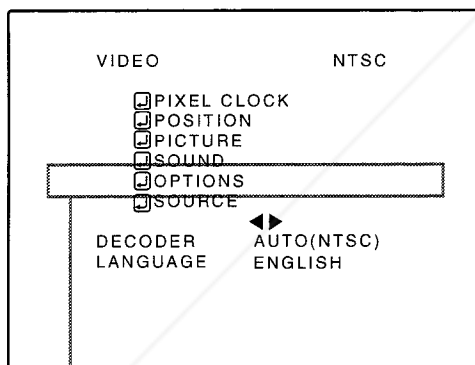 VIDEO NTSC
PIXEL CLOCK
POSITION
PICTURE
SOUND
OPTIONS
SOURCE
DECODER AUTO(NTSC)
LANGUAGE ENGLISH